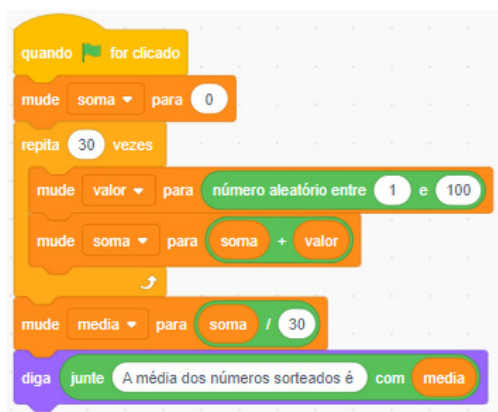 quando for clicado
mude soma para 0
repita 30 vezes
mude valor para número aleatório entre 1 e 100
mude soma para soma + valor
mude media para soma / 30
diga junte A média dos números sorteados é com media